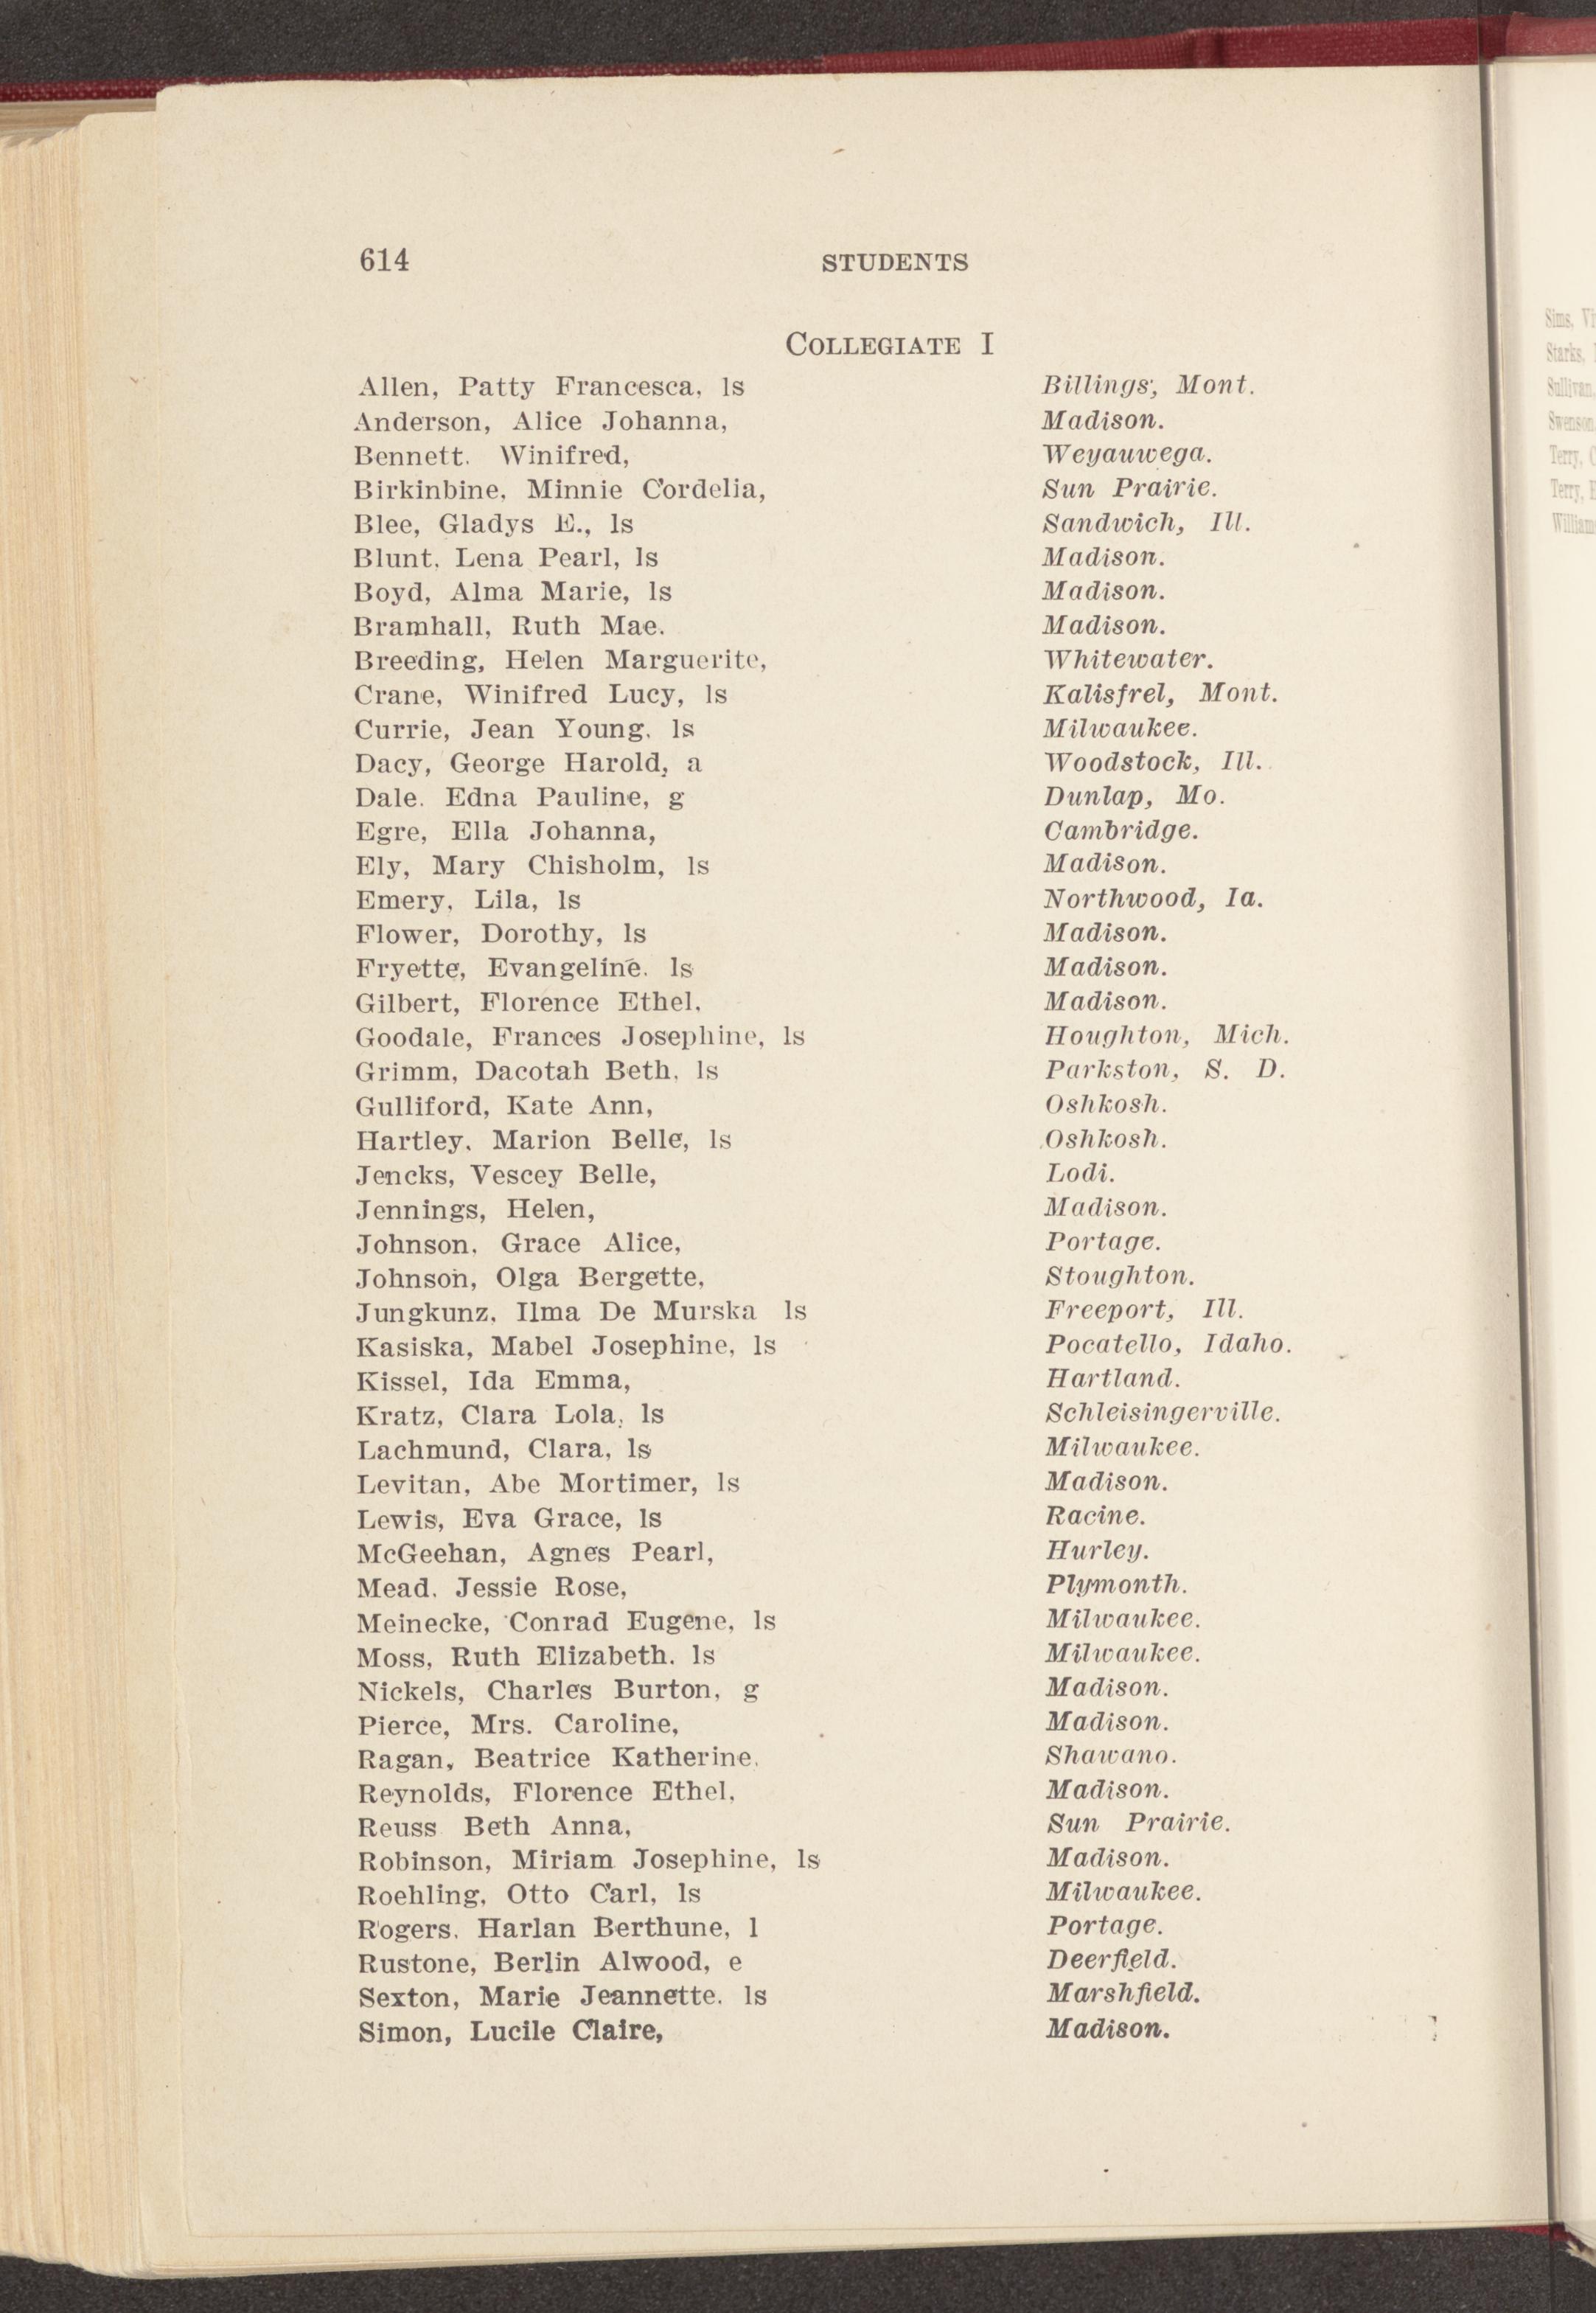 614 STUDENTS
COLLEGIATE I
Allen, Patty Francesca, ls Billings, Mont.
Anderson, Alice Johanna, Madison.
Bennett. Winifred, Weyauwega.
Birkinbine, Minnie Cordelia, Sun Prairie.
Blee, Gladys E., ls Sandwich, Ill.
Blunt, Lena Pearl, ls Madison.
Boyd, Alma Marie, ls Madison.
Bramhall, Ruth Mae. Madison.
Breeding, Helen Marguerite, Whitewater.
Crane, Winifred Lucy, ls Kalisfrel, Mont.
Currie, Jean Young. ls Milwaukee.
Dacy, George Harold, a Woodstock, Ill.
Dale. Edna Pauline, g Dunlap, Mo.
Egre, Ella Johanna, Cambridge.
Ely, Mary Chisholm, ls Madison.
Emery, Lila, ls Northwood, Ia.
Flower, Dorothy, ls Madison.
Fryette, Evangeline. ls Madison.
Gilbert, Florence Ethel, Madison.
Goodale, Frances Josephine, ls Houghton, Mich.
Grimm, Dacotah Beth, ls Parkston, S. D.
Gulliford, Kate Ann, Oshkosh.
Hartley, Marion Belle, ls Oshkosh.
Jencks, Vescey Belle, Lodi.
Jennings, Helen, Madison.
Johnson, Grace Alice, Portage.
Johnson, Olga Bergette, Stoughton.
Jungkunz, Ilma De Murska ls Freeport, Ill.
Kasiska, Mabel Josephine, ls Pocatello, Idaho.
Kissel, Ida Emma, Hartland.
Kratz, Clara Lola, ls Schleisingerville.
Lachmund, Clara, ls Milwaukee.
Levitan, Abe Mortimer, ls Madison.
Lewis, Eva Grace, ls Racine.
McGeehan, Agnes Pearl, Hurley.
Mead. Jessie Rose, Plymonth.
Meinecke, Conrad Eugene, ls Milwaukee.
Moss, Ruth Elizabeth. ls Milwaukee.
Nickels, Charles Burton, g Madison.
Pierce, Mrs. Caroline, Madison.
Ragan, Beatrice Katherine. Shawano.
Reynolds, Florence Ethel, Madison.
Reuss Beth Anna, Sun Prairie.
Robinson, Miriam Josephine, ls Madison.
Roehling, Otto Carl, ls Milwaukee.
Rogers. Harlan Berthune, l Portage.
Rustone, Berlin Alwood, e Deerfield.
Sexton, Marie Jeannette. ls Marshfield.
Simon, Lucile Claire, Madison.
Sims,
Starks,
Sullivan,
Swenson
Terry,
Terry,
William